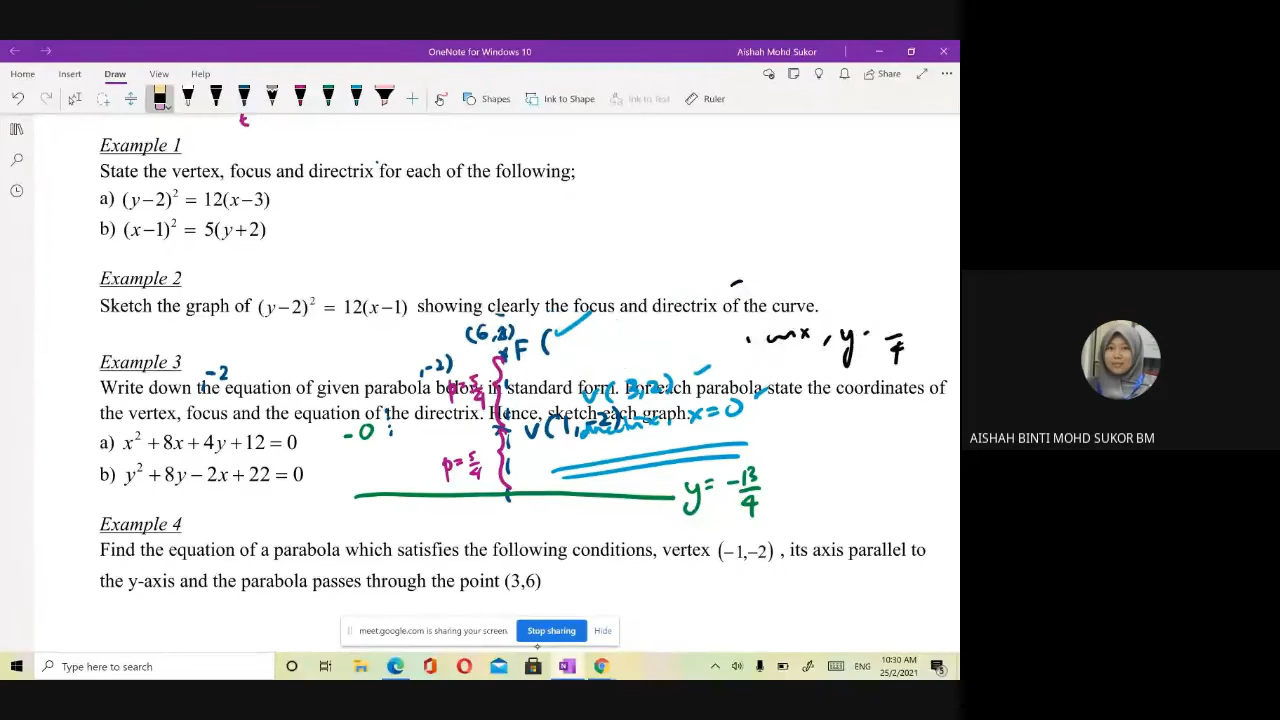 OneNote for Windows 10
Aishah Mohd Sukor
Home Insert Draw View Help
Share
Shapes Ink to Shape Ink to Text Ruler
Example 1
State the vertex, focus and directrix for each of the following;
a) (y−2)² = 12(x−3)
b) (x−1)² = 5(y+2)
Example 2
Sketch the graph of (y−2)² = 12(x−1) showing clearly the focus and directrix of the curve.
(6,2)
F (
, y
4
Example 3
-2
,-2)
Write down the equation of given parabola below in standard form. For each parabola state the coordinates of
p=5/4
V(3,2)
the vertex, focus and the equation of the directrix. Hence, sketch each graph.
x=0
-0
V(1,-2)
a) x² +8x+4y+12=0
b) y² +8y−2x+22=0
p=5/4
y= -13/4
Example 4
Find the equation of a parabola which satisfies the following conditions, vertex (−1,−2) , its axis parallel to
the y-axis and the parabola passes through the point (3,6)
meet.google.com is sharing your screen. Stop sharing Hide
Type here to search
ENG
10:30 AM
25/2/2021
AISHAH BINTI MOHD SUKOR BM